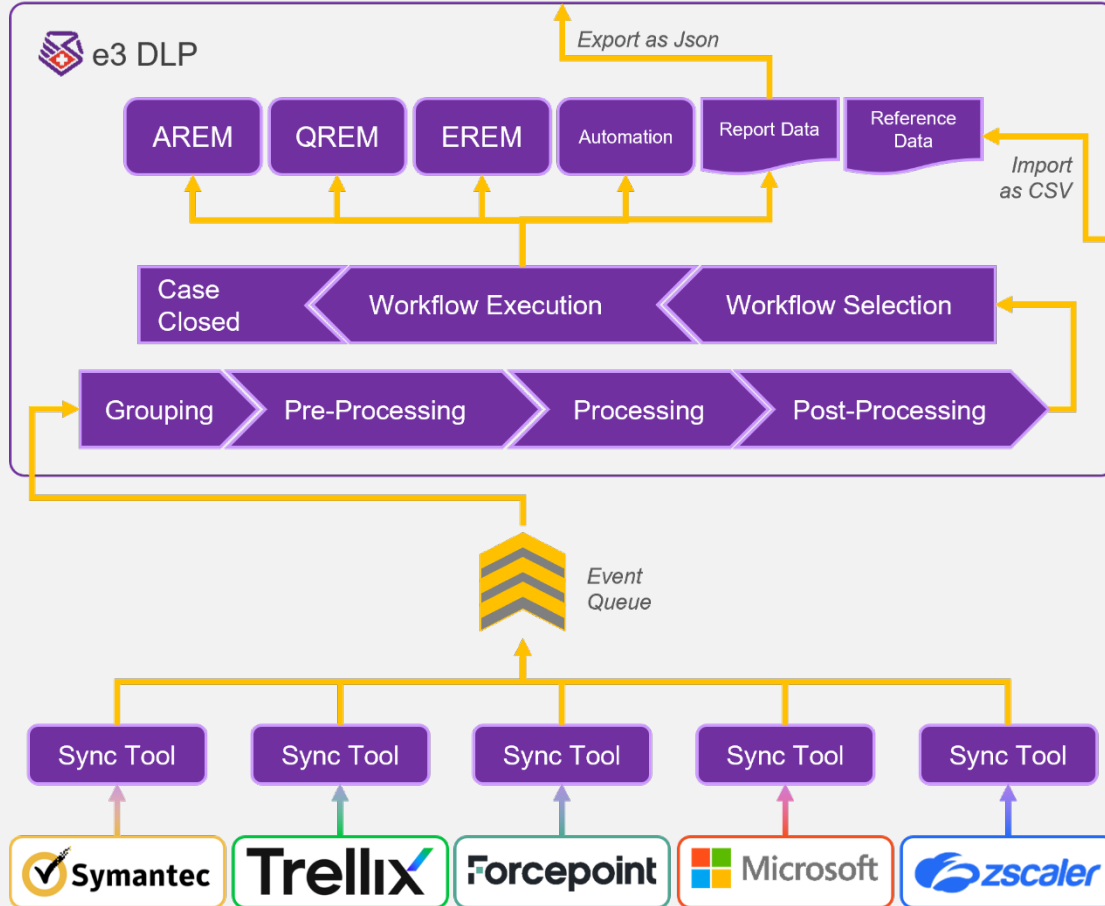 Export as Json
e3 DLP
AREM
QREM
EREM
Automation
Report Data
Reference
Data
Import
as CSV
Case
Closed
Workflow Execution
Workflow Selection
Grouping
Pre-Processing
Processing
Post-Processing
Event
Queue
Sync Tool
Sync Tool
Sync Tool
Sync Tool
Sync Tool
Symantec
Trellix
Forcepoint
Microsoft
zscaler